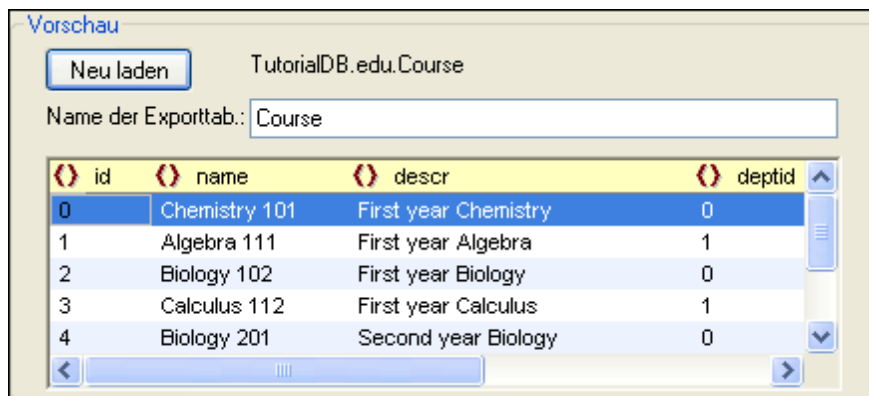 Vorschau
Neu laden TutorialDB.edu.Course
Name der Exporttab.: Course
<> id <> name <> descr <> deptid
0 Chemistry 101 First year Chemistry 0
1 Algebra 111 First year Algebra 1
2 Biology 102 First year Biology 0
3 Calculus 112 First year Calculus 1
4 Biology 201 Second year Biology 0